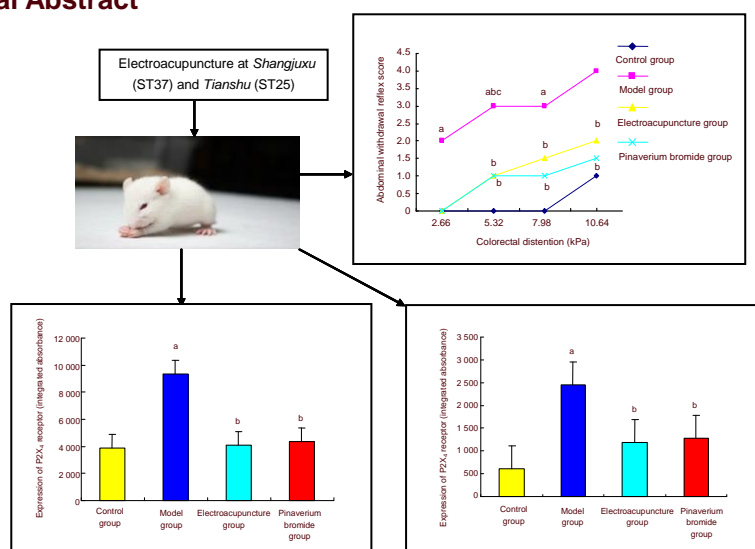 al Abstract
Electroacupuncture at Shangjuxu
(ST37) and Tianshu (ST25)
Abdominal withdrawal reflex score
4.5
4.0
3.5
3.0
2.5
2.0
1.5
1.0
0.5
0
a
abc
a
b
b
b
b
b
b
2.66
5.32
7.98
10.64
Colorectal distention (kPa)
Control group
Model group
Electroacupuncture group
Pinaverium bromide group
Expression of P2X4 receptor (integrated absorbance)
12 000
10 000
8 000
6 000
4 000
2 000
0
a
b
b
Control
group
Model
group
Electroacupuncture
group
Pinaverium
bromide
group
Expression of P2X4 receptor (integrated absorbance)
3 500
3 000
2 500
2 000
1 500
1 000
500
0
a
b
b
Control
group
Model
group
Electroacupuncture
group
Pinaverium
bromide
group